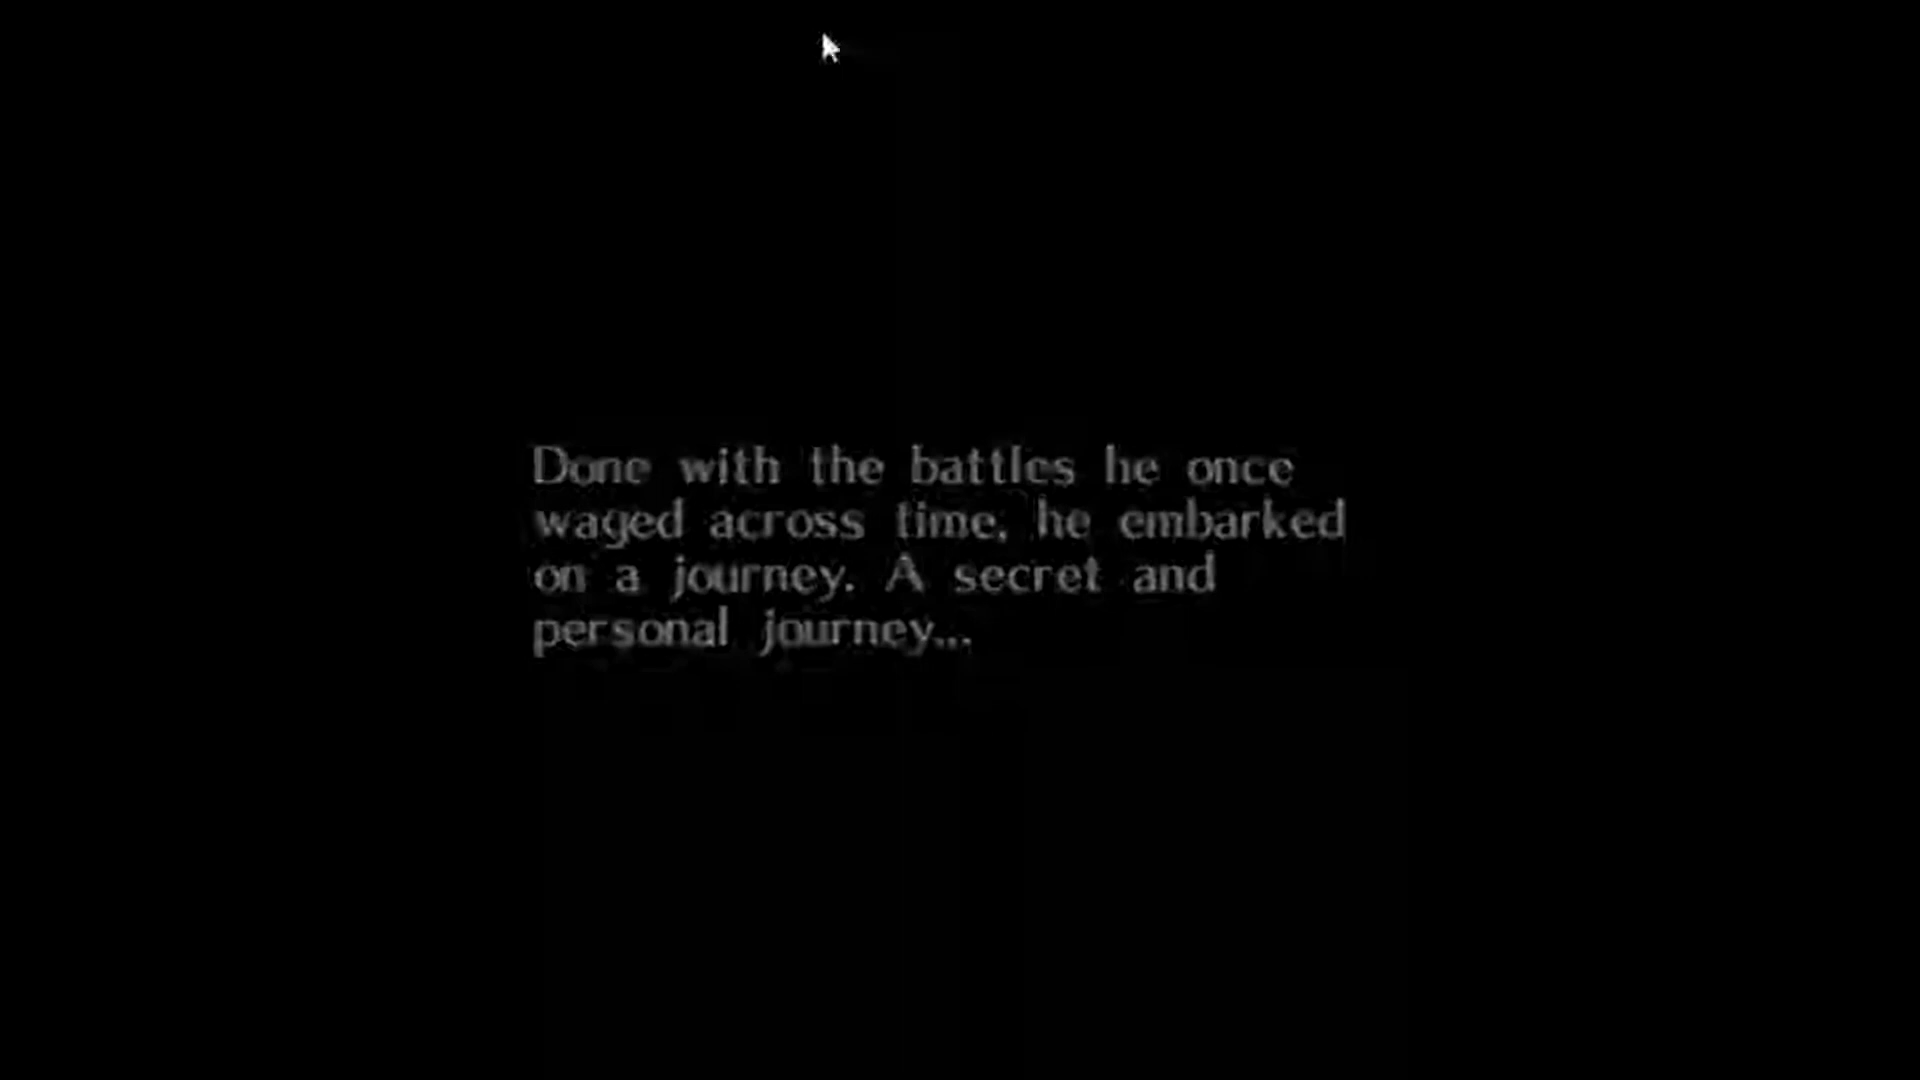 Done with the battles he once
waged across time, he embarked
on a journey. A secret and
personal journey...